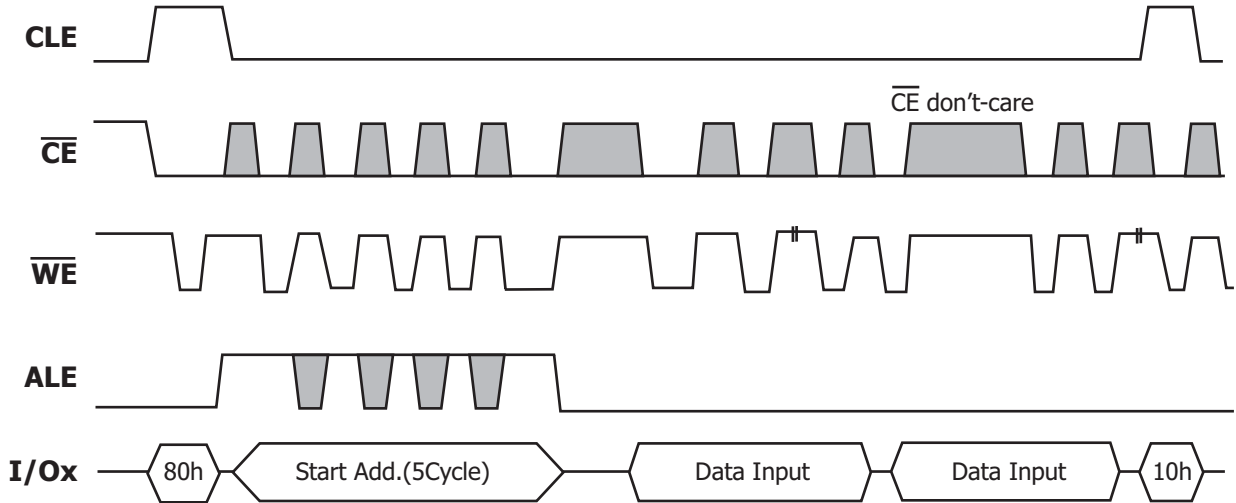 CLE
CE don’t-care
CE
WE
ALE
I/Ox 80h Start Add.(5Cycle) Data Input Data Input 10h